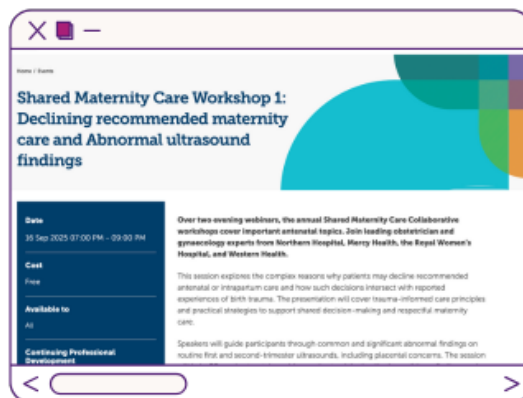 Home / Events
Shared Maternity Care Workshop 1:
Declining recommended maternity
care and Abnormal ultrasound
findings
Date
16 Sep 2025 07:00 PM - 09:00 PM
Cost
Free
Available to
All
Continuing Professional
Development
Over two evening webinars, the annual Shared Maternity Care Collaborative
workshops cover important antenatal topics. Join leading obstetrician and
gynaecology experts from Northern Hospital, Mercy Health, the Royal Women's
Hospital, and Western Health.
This session explores the complex reasons why patients may decline recommended
antenatal or intrapartum care and how such decisions intersect with reported
experiences of birth trauma. The presentation will cover trauma-informed care principles
and practical strategies to support shared decision-making and respectful maternity
care.
Speakers will guide participants through common and significant abnormal findings on
routine first and second-trimester ultrasounds, including placental concerns. The session